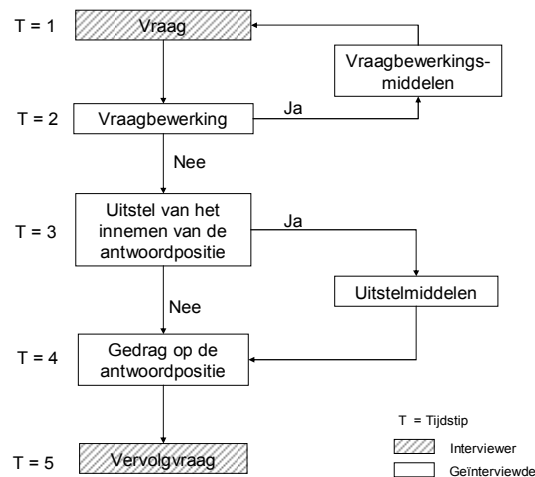 T = 1
Vraag
Vraagbewerkings-
middelen
T = 2
Vraagbewerking
Ja
Nee
T = 3
Uitstel van het
innemen van de
antwoordpositie
Ja
Uitstelmiddelen
Nee
T = 4
Gedrag op de
antwoordpositie
T = 5
Vervolgvraag
T = Tijdstip
Interviewer
Geïnterviewde